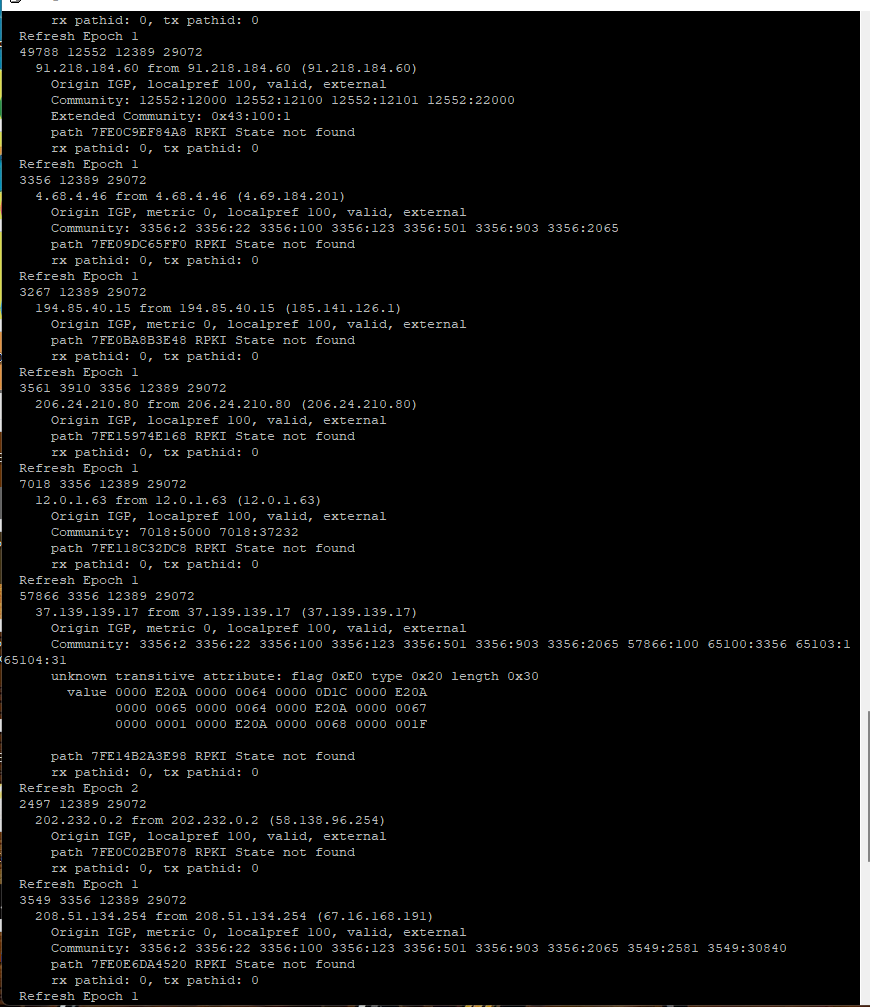 rx pathid: 0, tx pathid: 0
Refresh Epoch 1
49788 12552 12389 29072
91.218.184.60 from 91.218.184.60 (91.218.184.60)
Origin IGP, localpref 100, valid, external
Community: 12552:12000 12552:12100 12552:12101 12552:22000
Extended Community: 0x43:100:1
path 7FE0C9EF84A8 RPKI State not found
rx pathid: 0, tx pathid: 0
Refresh Epoch 1
3356 12389 29072
4.68.4.46 from 4.68.4.46 (4.69.184.201)
Origin IGP, metric 0, localpref 100, valid, external
Community: 3356:2 3356:22 3356:100 3356:123 3356:501 3356:903 3356:2065
path 7FE09DC65FF0 RPKI State not found
rx pathid: 0, tx pathid: 0
Refresh Epoch 1
3267 12389 29072
194.85.40.15 from 194.85.40.15 (185.141.126.1)
Origin IGP, metric 0, localpref 100, valid, external
path 7FE0BA8B3E48 RPKI State not found
rx pathid: 0, tx pathid: 0
Refresh Epoch 1
3561 3910 3356 12389 29072
206.24.210.80 from 206.24.210.80 (206.24.210.80)
Origin IGP, localpref 100, valid, external
path 7FE15974E168 RPKI State not found
rx pathid: 0, tx pathid: 0
Refresh Epoch 1
7018 3356 12389 29072
12.0.1.63 from 12.0.1.63 (12.0.1.63)
Origin IGP, localpref 100, valid, external
Community: 7018:5000 7018:37232
path 7FE118C32DC8 RPKI State not found
rx pathid: 0, tx pathid: 0
Refresh Epoch 1
57866 3356 12389 29072
37.139.139.17 from 37.139.139.17 (37.139.139.17)
Origin IGP, metric 0, localpref 100, valid, external
Community: 3356:2 3356:22 3356:100 3356:123 3356:501 3356:903 3356:2065 57866:100 65100:3356 65103:1
65104:31
unknown transitive attribute: flag 0xE0 type 0x20 length 0x30
value 0000 E20A 0000 0064 0000 0D1C 0000 E20A
0000 0065 0000 0064 0000 E20A 0000 0067
0000 0001 0000 E20A 0000 0068 0000 001F
path 7FE14B2A3E98 RPKI State not found
rx pathid: 0, tx pathid: 0
Refresh Epoch 2
2497 12389 29072
202.232.0.2 from 202.232.0.2 (58.138.96.254)
Origin IGP, localpref 100, valid, external
path 7FE0C02BF078 RPKI State not found
rx pathid: 0, tx pathid: 0
Refresh Epoch 1
3549 3356 12389 29072
208.51.134.254 from 208.51.134.254 (67.16.168.191)
Origin IGP, metric 0, localpref 100, valid, external
Community: 3356:2 3356:22 3356:100 3356:123 3356:501 3356:903 3356:2065 3549:2581 3549:30840
path 7FE0E6DA4520 RPKI State not found
rx pathid: 0, tx pathid: 0
Refresh Epoch 1